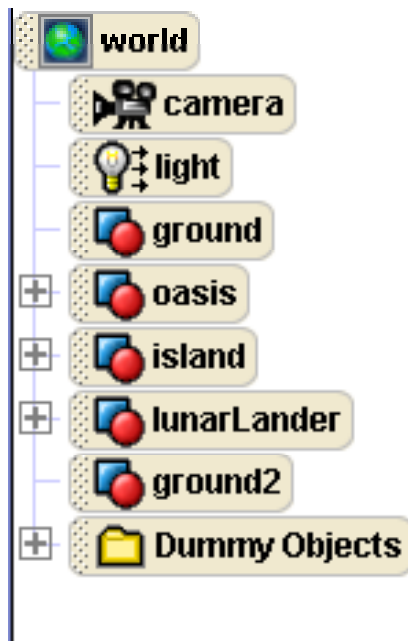 world
camera
light
ground
oasis
island
lunarLander
ground2
Dummy Objects